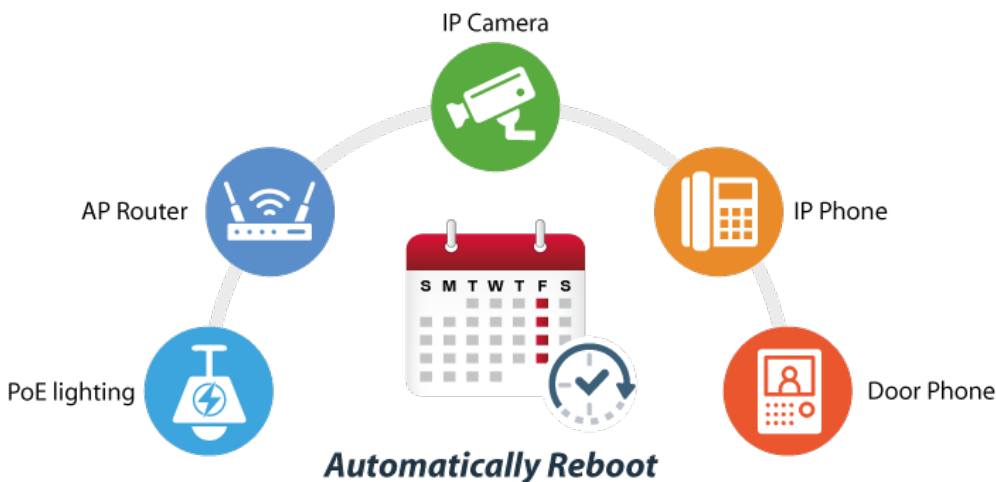 IP Camera
AP Router
IP Phone
S M T W T F S
PoE lighting
Door Phone
Automatically Reboot